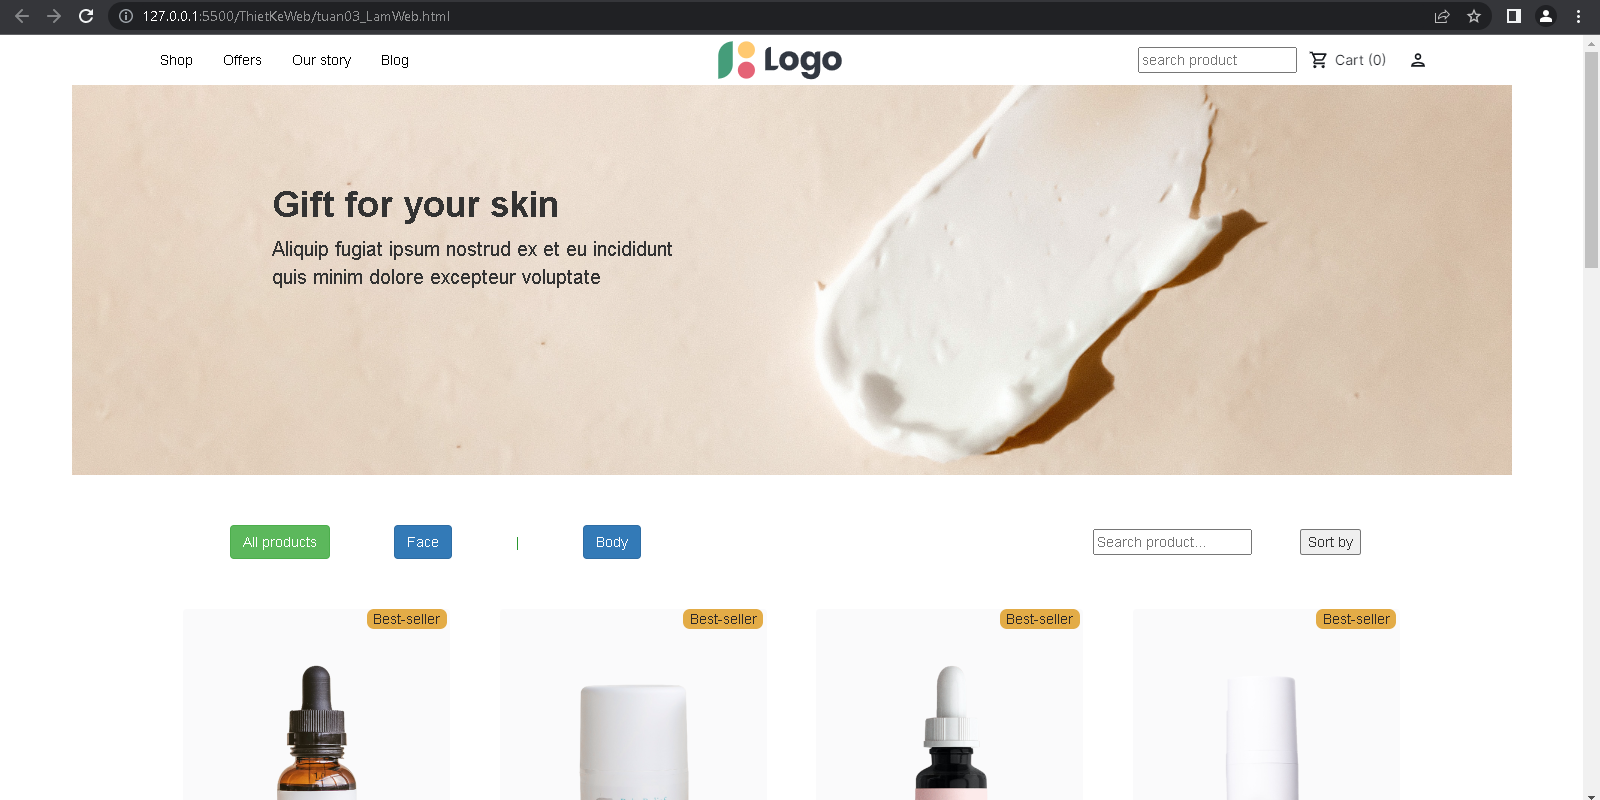 127.0.0.1:5500/ThietKeWeb/tuan03_LamWeb.html
Shop Offers Our story Blog Logo search product Cart (0)
Gift for your skin
Aliquip fugiat ipsum nostrud ex et eu incididunt
quis minim dolore excepteur voluptate
All products Face | Body Search product... Sort by
Best-seller Best-seller Best-seller Best-seller